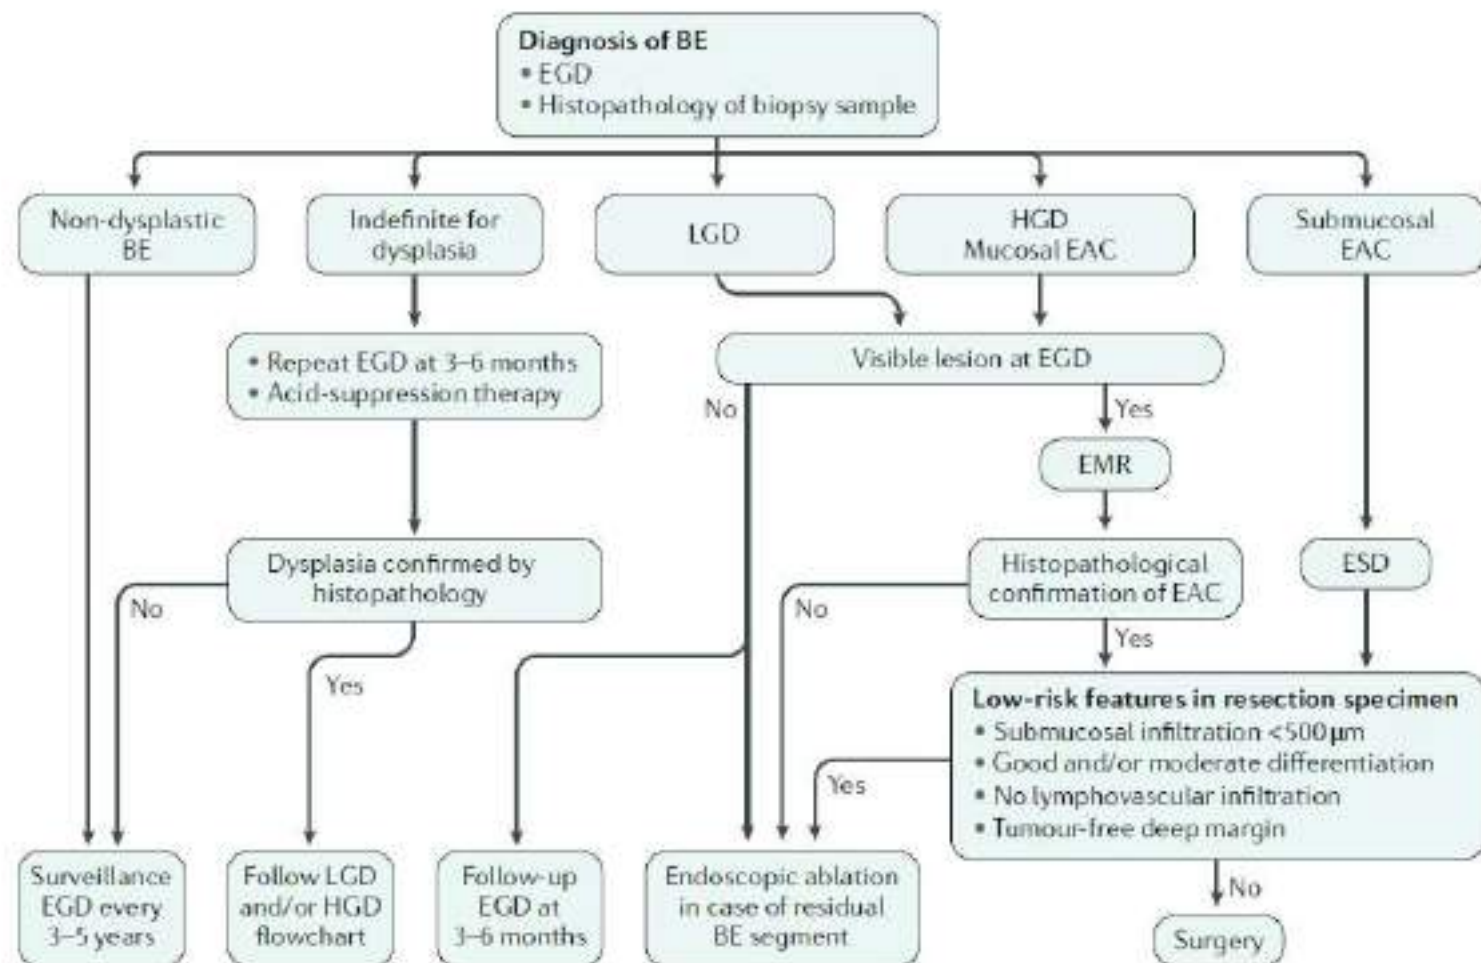 Diagnosis of BE
• EGD
• Histopathology of biopsy sample
Non-dysplastic
BE
Indefinite for
dysplasia
LGD
HGD
Mucosal EAC
Submucosal
EAC
• Repeat EGD at 3–6 months
• Acid-suppression therapy
Visible lesion at EGD
No
Yes
EMR
Dysplasia confirmed by
histopathology
Histopathological
confirmation of EAC
ESD
No
Yes
No
Yes
Low-risk features in resection specimen
• Submucosal infiltration <500 µm
• Good and/or moderate differentiation
• No lymphovascular infiltration
• Tumour-free deep margin
Yes
No
Surveillance
EGD every
3–5 years
Follow LGD
and/or HGD
flowchart
Follow-up
EGD at
3–6 months
Endoscopic ablation
in case of residual
BE segment
Surgery